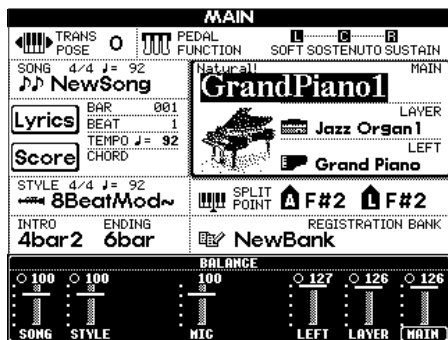 MAIN
TRANSPOSE 0
PEDAL FUNCTION
L C R
SOFT SOSTENUTO SUSTAIN
SONG 4/4 ♩= 92
NewSong
Natural! MAIN
GrandPiano1
Lyrics
BAR 001
BEAT 1
TEMPO ♩= 92
CHORD
Score
LAYER
Jazz Organ1
LEFT
Grand Piano
STYLE 4/4 ♩= 92
8BeatMod~
SPLIT POINT A F#2 L F#2
INTRO ENDING
4bar2 6bar
REGISTRATION BANK
NewBank
BALANCE
100 100 100 127 126 126
SONG STYLE MIC LEFT LAYER MAIN